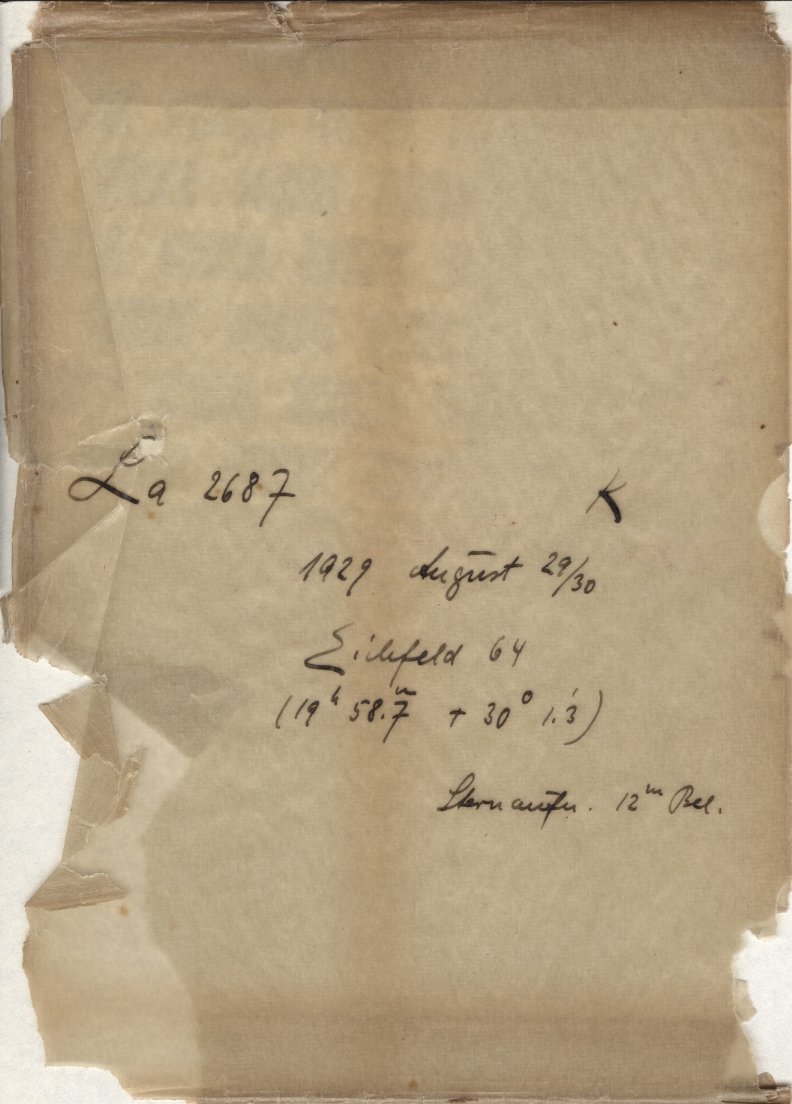 La 2687 K
1929 August 29/30
Eichfeld 64
(19ʰ 58.7ᵐ + 30° 1.'3)
Sternaufn. 12ᵐ Bel.